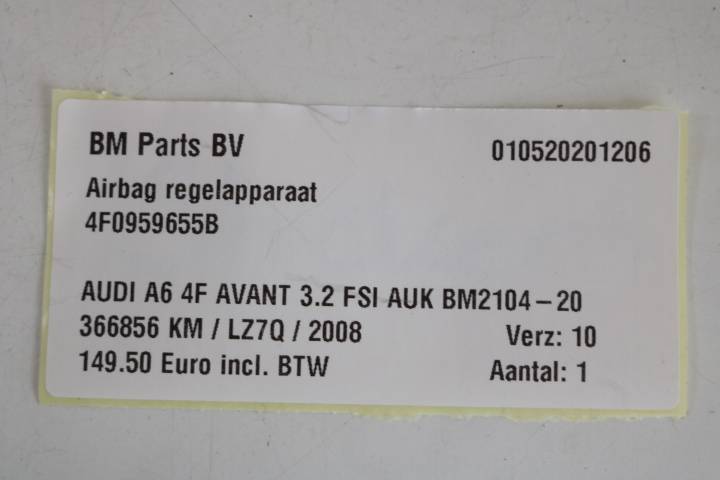 BM Parts BV 010520201206
Airbag regelapparaat
4F0959655B
AUDI A6 4F AVANT 3.2 FSI AUK BM2104-20
366856 KM / LZ7Q / 2008 Verz: 10
149.50 Euro incl. BTW Aantal: 1